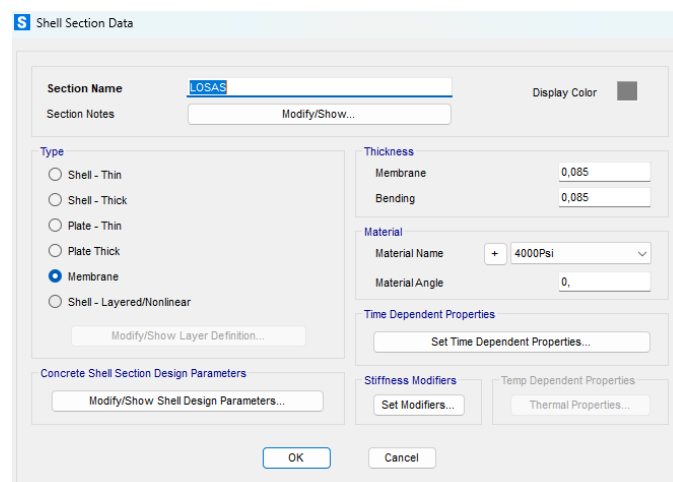 S Shell Section Data
Section Name LOSAS Display Color
Section Notes Modify/Show...
Type
Shell - Thin
Shell - Thick
Plate - Thin
Plate Thick
Membrane
Shell - Layered/Nonlinear
Modify/Show Layer Definition...
Concrete Shell Section Design Parameters
Modify/Show Shell Design Parameters...
Thickness
Membrane 0,085
Bending 0,085
Material
Material Name + 4000Psi
Material Angle 0,
Time Dependent Properties
Set Time Dependent Properties...
Stiffness Modifiers
Set Modifiers...
Temp Dependent Properties
Thermal Properties...
OK Cancel